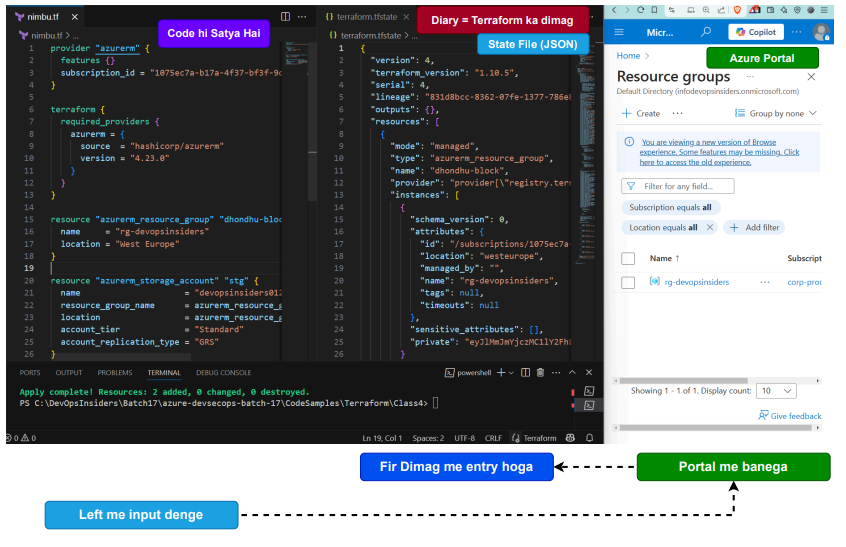 nimbu.tf
nimbu.tf > ...
Code hi Satya Hai
1 provider "azurerm" {
2 features {}
3 subscription_id = "1075ec7a-b17a-4f37-bf3f-9c
4 }
5
6 terraform {
7 required_providers {
8 azurerm = {
9 source = "hashicorp/azurerm"
10 version = "4.23.0"
11 }
12 }
13 }
14
15 resource "azurerm_resource_group" "dhondhu-bloc
16 name = "rg-devopsinsiders"
17 location = "West Europe"
18 }
19
20 resource "azurerm_storage_account" "stg" {
21 name = "devopsinsiders012
22 resource_group_name = azurerm_resource_g
23 location = azurerm_resource_g
24 account_tier = "Standard"
25 account_replication_type = "GRS"
26 }
{} terraform.tfstate
{} terraform.tfstate > ...
Diary = Terraform ka dimag
State File (JSON)
1 {
2 "version": 4,
3 "terraform_version": "1.10.5",
4 "serial": 4,
5 "lineage": "831d8bcc-8362-07fe-1377-786e
6 "outputs": {},
7 "resources": [
8 {
9 "mode": "managed",
10 "type": "azurerm_resource_group",
11 "name": "dhondhu-block",
12 "provider": "provider[\"registry.terr
13 "instances": [
14 {
15 "schema_version": 0,
16 "attributes": {
17 "id": "/subscriptions/1075ec7a-
18 "location": "westeurope",
19 "managed_by": "",
20 "name": "rg-devopsinsiders",
21 "tags": null,
22 "timeouts": null
23 },
24 "sensitive_attributes": [],
25 "private": "eyJlMmJmYjczMC1lY2Fh
26 }
PORTS OUTPUT PROBLEMS TERMINAL DEBUG CONSOLE
powershell
Apply complete! Resources: 2 added, 0 changed, 0 destroyed.
PS C:\DevOpsInsiders\Batch17\azure-devsecops-batch-17\CodeSamples\Terraform\Class4>
0 0
Ln 19, Col 1 Spaces: 2 UTF-8 CRLF Terraform
Micr...
Copilot
Home >
Azure Portal
Resource groups ...
Default Directory (infodevopsinsiders.onmicrosoft.com)
+ Create ... Group by none
You are viewing a new version of Browse
experience. Some features may be missing. Click
here to access the old experience.
Filter for any field...
Subscription equals all
Location equals all × + Add filter
Name ↑ Subscript
rg-devopsinsiders ... corp-proc
Showing 1 - 1 of 1. Display count: 10
Give feedback
Fir Dimag me entry hoga
Portal me banega
Left me input denge